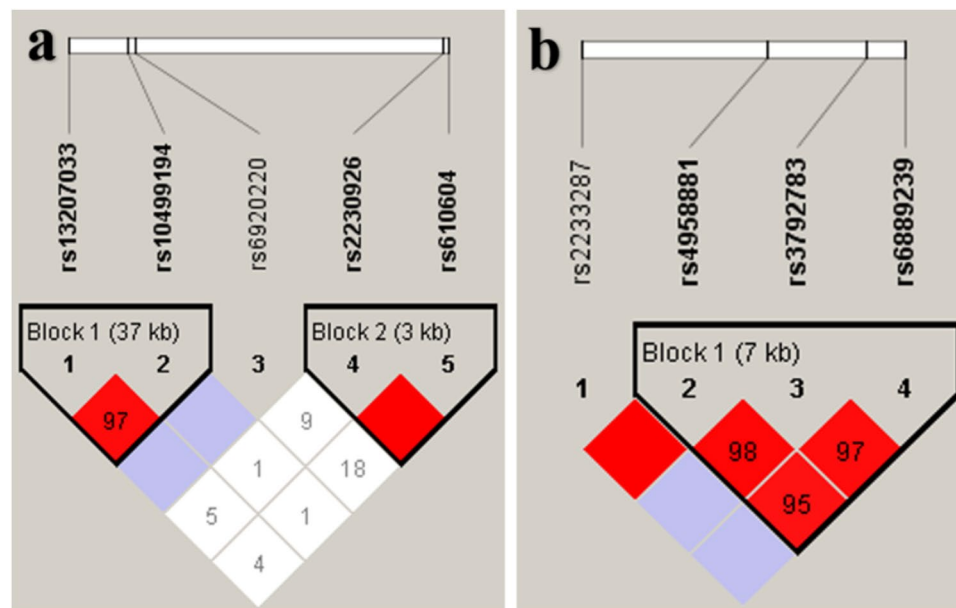 a
rs13207033
rs10499194
rs6920220
rs2230926
rs610604
Block 1 (37 kb)
Block 2 (3 kb)
1 2 3 4 5
97
9
1
18
5
1
4
b
rs2233287
rs4958881
rs3792783
rs6889239
Block 1 (7 kb)
1 2 3 4
98
97
95